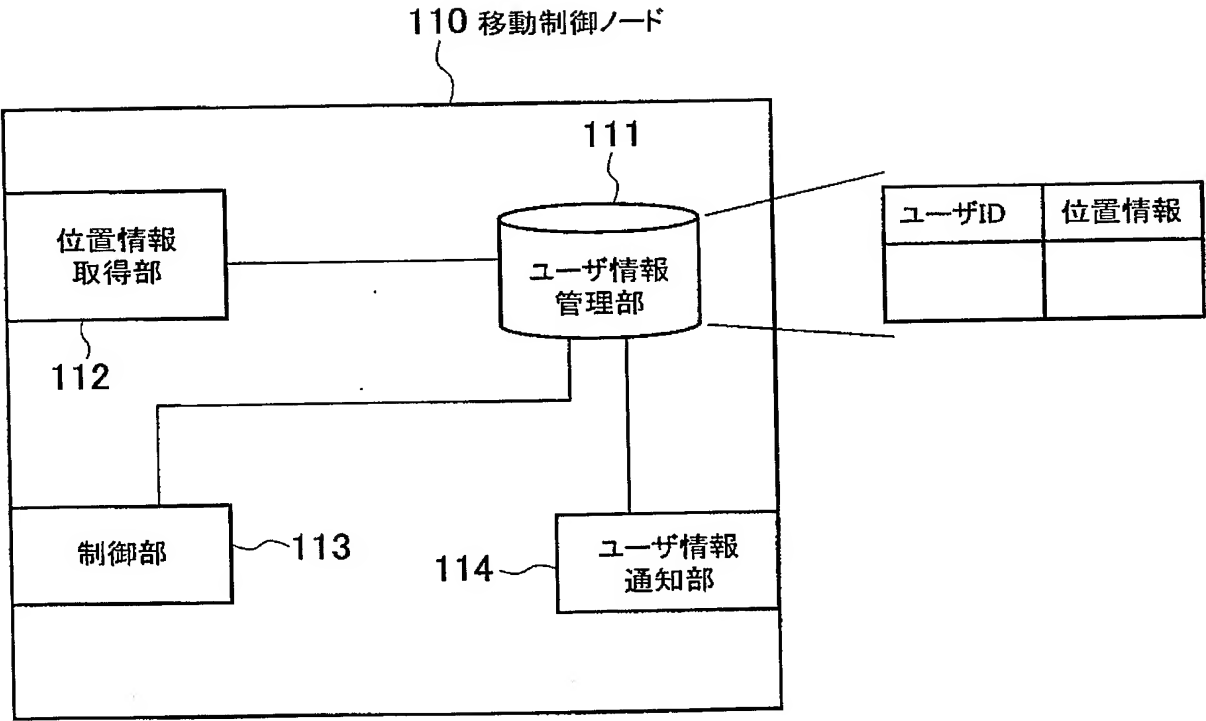 110 移動制御ノード
111
ユーザID 位置情報
位置情報
取得部
ユーザ情報
管理部
112
制御部
113
114
ユーザ情報
通知部